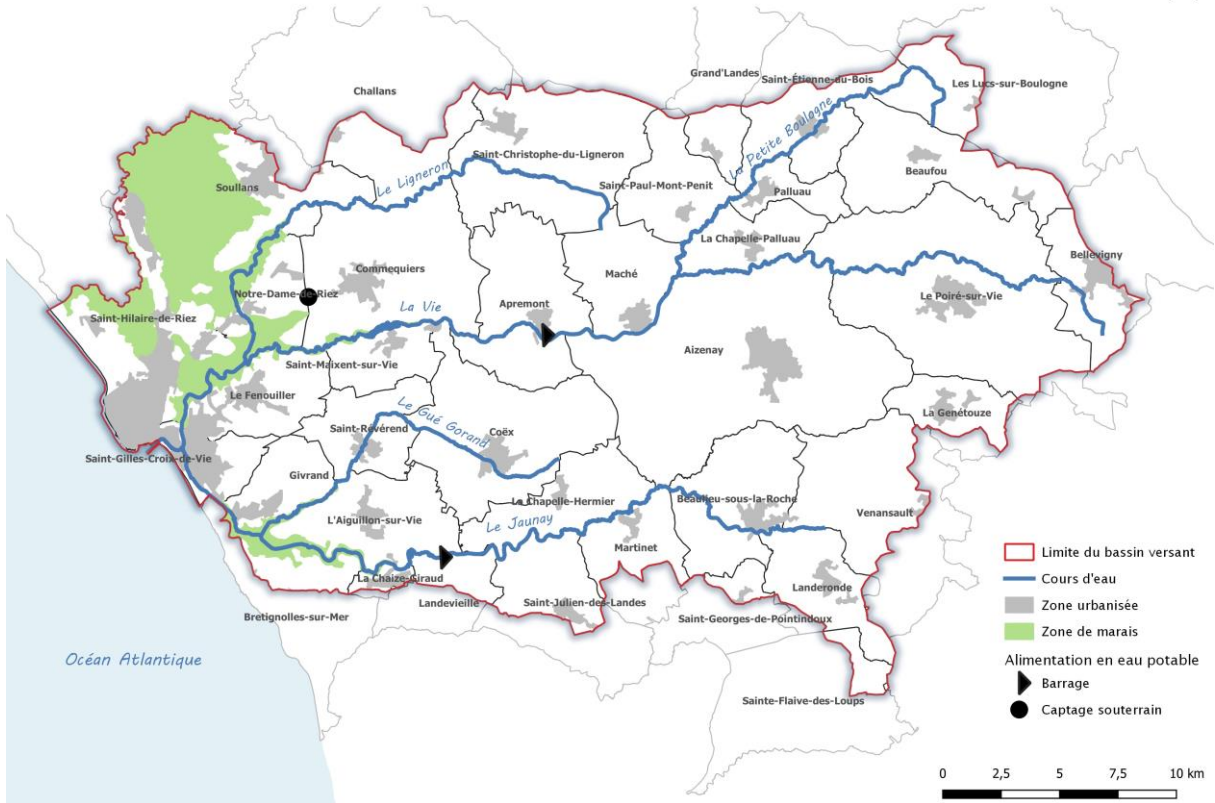 Grand'Landes
Saint-Étienne-du-Bois
Les Lucs-sur-Boulogne
Challans
La Petite Boulogne
Saint-Christophe-du-Ligneron
Beaufou
Le Ligneron
Soullans
Saint-Paul-Mont-Penit
Palluau
La Chapelle-Palluau
Bellevigny
Commequiers
Maché
Notre-Dame-de-Riez
Le Poiré-sur-Vie
Apremont
La Vie
Saint-Hilaire-de-Riez
Aizenay
Saint-Maixent-sur-Vie
Le Fenouiller
Le Gué Gorand
La Genétouze
Saint-Révérend
Coëx
Saint-Gilles-Croix-de-Vie
Givrand
La Chapelle-Hermier
Beaulieu-sous-la-Roche
Venansault
L'Aiguillon-sur-Vie
Le Jaunay
Martinet
La Chaize-Giraud
Landeronde
Landevieille
Saint-Julien-des-Landes
Bretignolles-sur-Mer
Saint-Georges-de-Pointindoux
Océan Atlantique
Sainte-Flaive-des-Loups
Limite du bassin versant
Cours d'eau
Zone urbanisée
Zone de marais
Alimentation en eau potable
Barrage
Captage souterrain
0 2,5 5 7,5 10 km